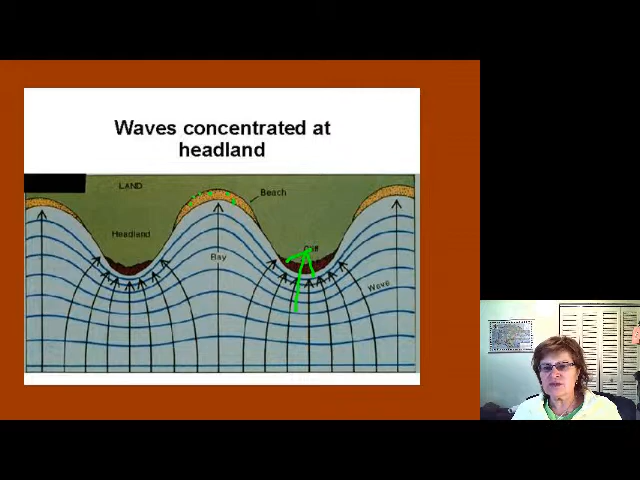 Waves concentrated at
headland
LAND
Beach
Headland
Cliff
Bay
Wave